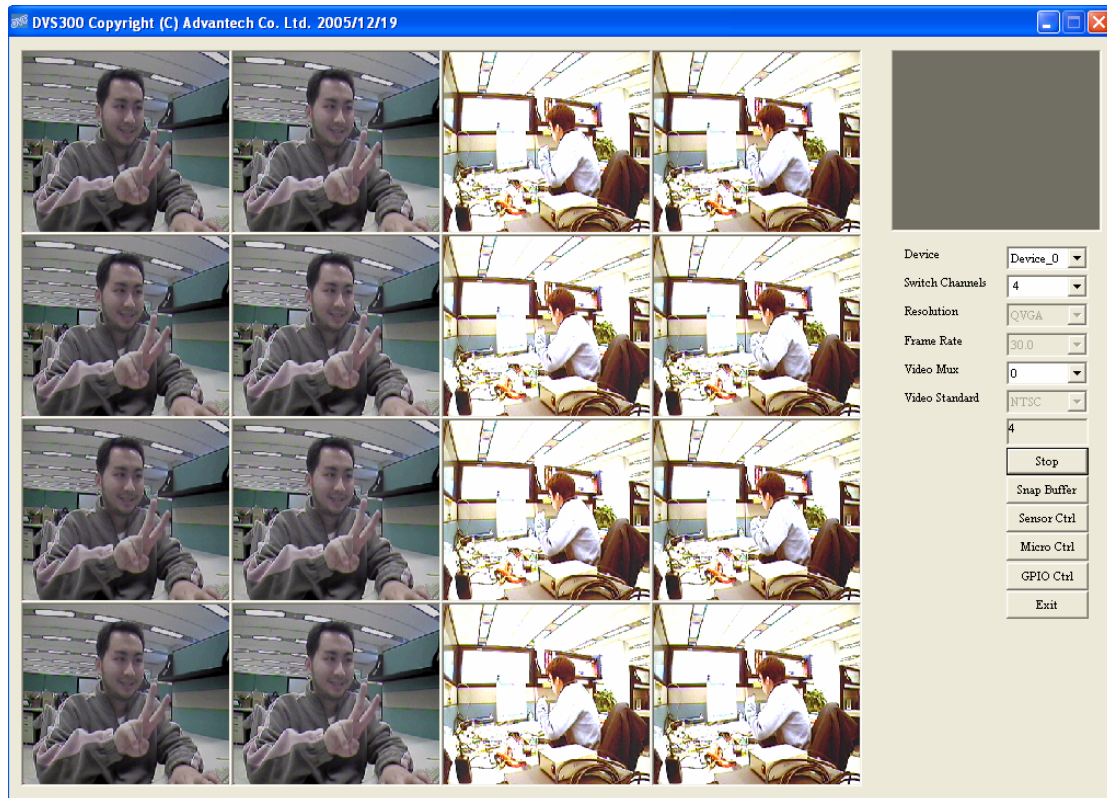 DVS300 Copyright (C) Advantech Co. Ltd. 2005/12/19
Device Device_0
Switch Channels 4
Resolution QVGA
Frame Rate 30.0
Video Mux 0
Video Standard NTSC
4
Stop
Snap Buffer
Sensor Ctrl
Micro Ctrl
GPIO Ctrl
Exit